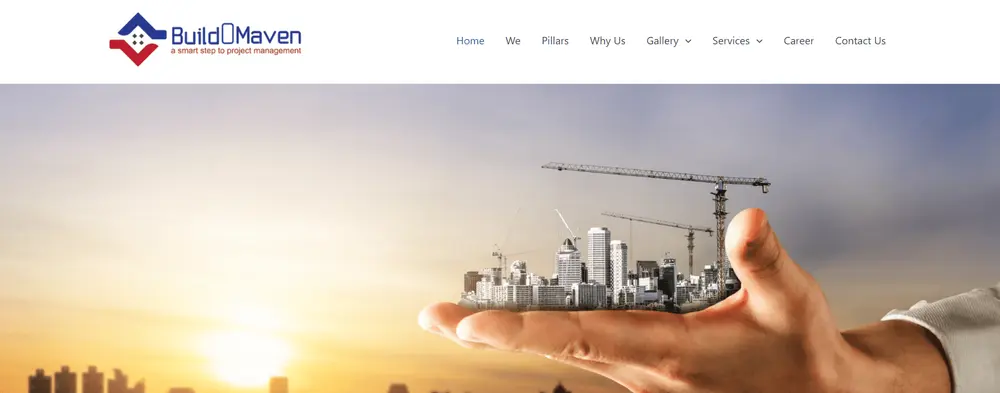 BuildOMaven
a smart step to project management
Home We Pillars Why Us Gallery Services Career Contact Us